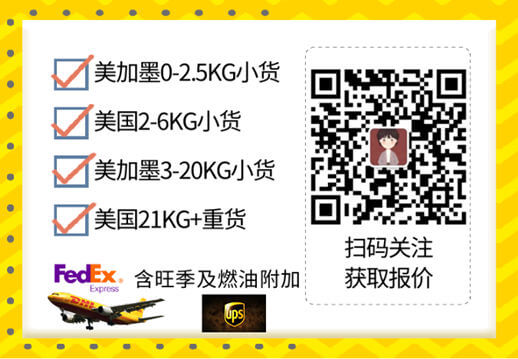 美加墨0-2.5KG小货
美国2-6KG小货
美加墨3-20KG小货
美国21KG+重货
扫码关注
获取报价
FedEx
Express
含旺季及燃油附加
DHL
ups